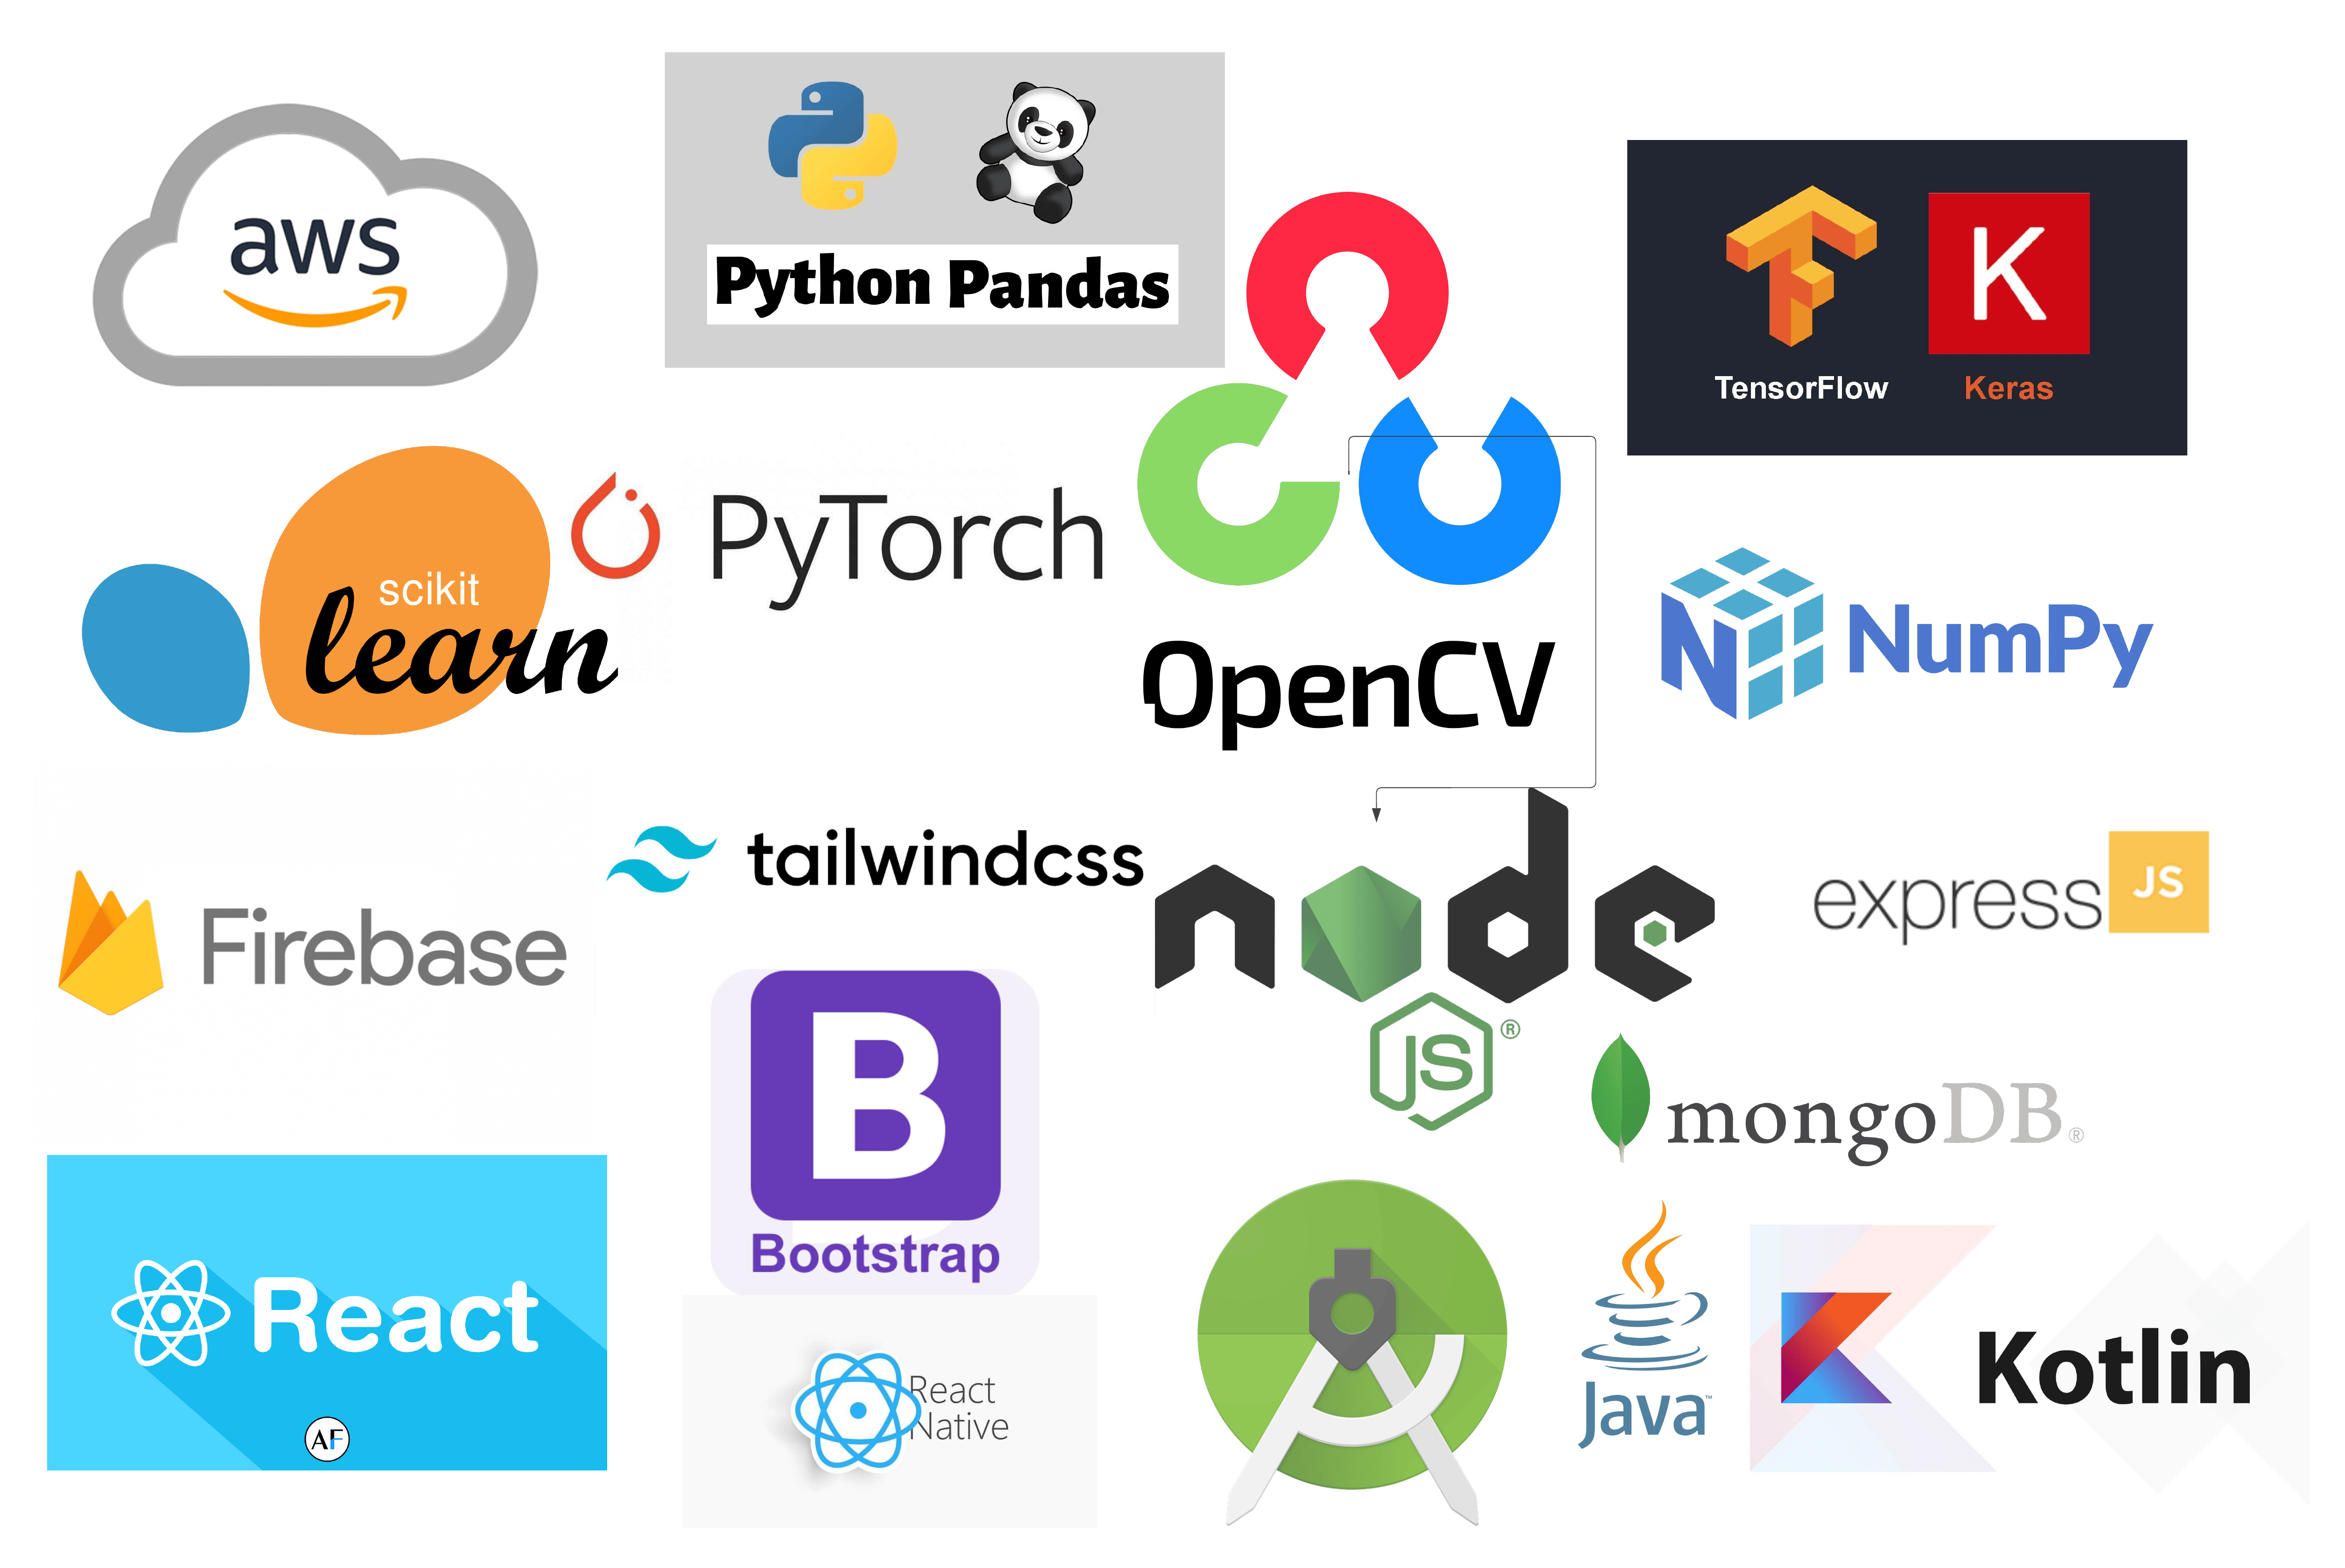 aws
Python Pandas
K
TensorFlow Keras
scikit
learn
PyTorch
OpenCV
N NumPy
Firebase
tailwindcss
node
JS ®
express JS
B
Bootstrap
mongoDB®
React
AF
React
Native
Java™
Kotlin